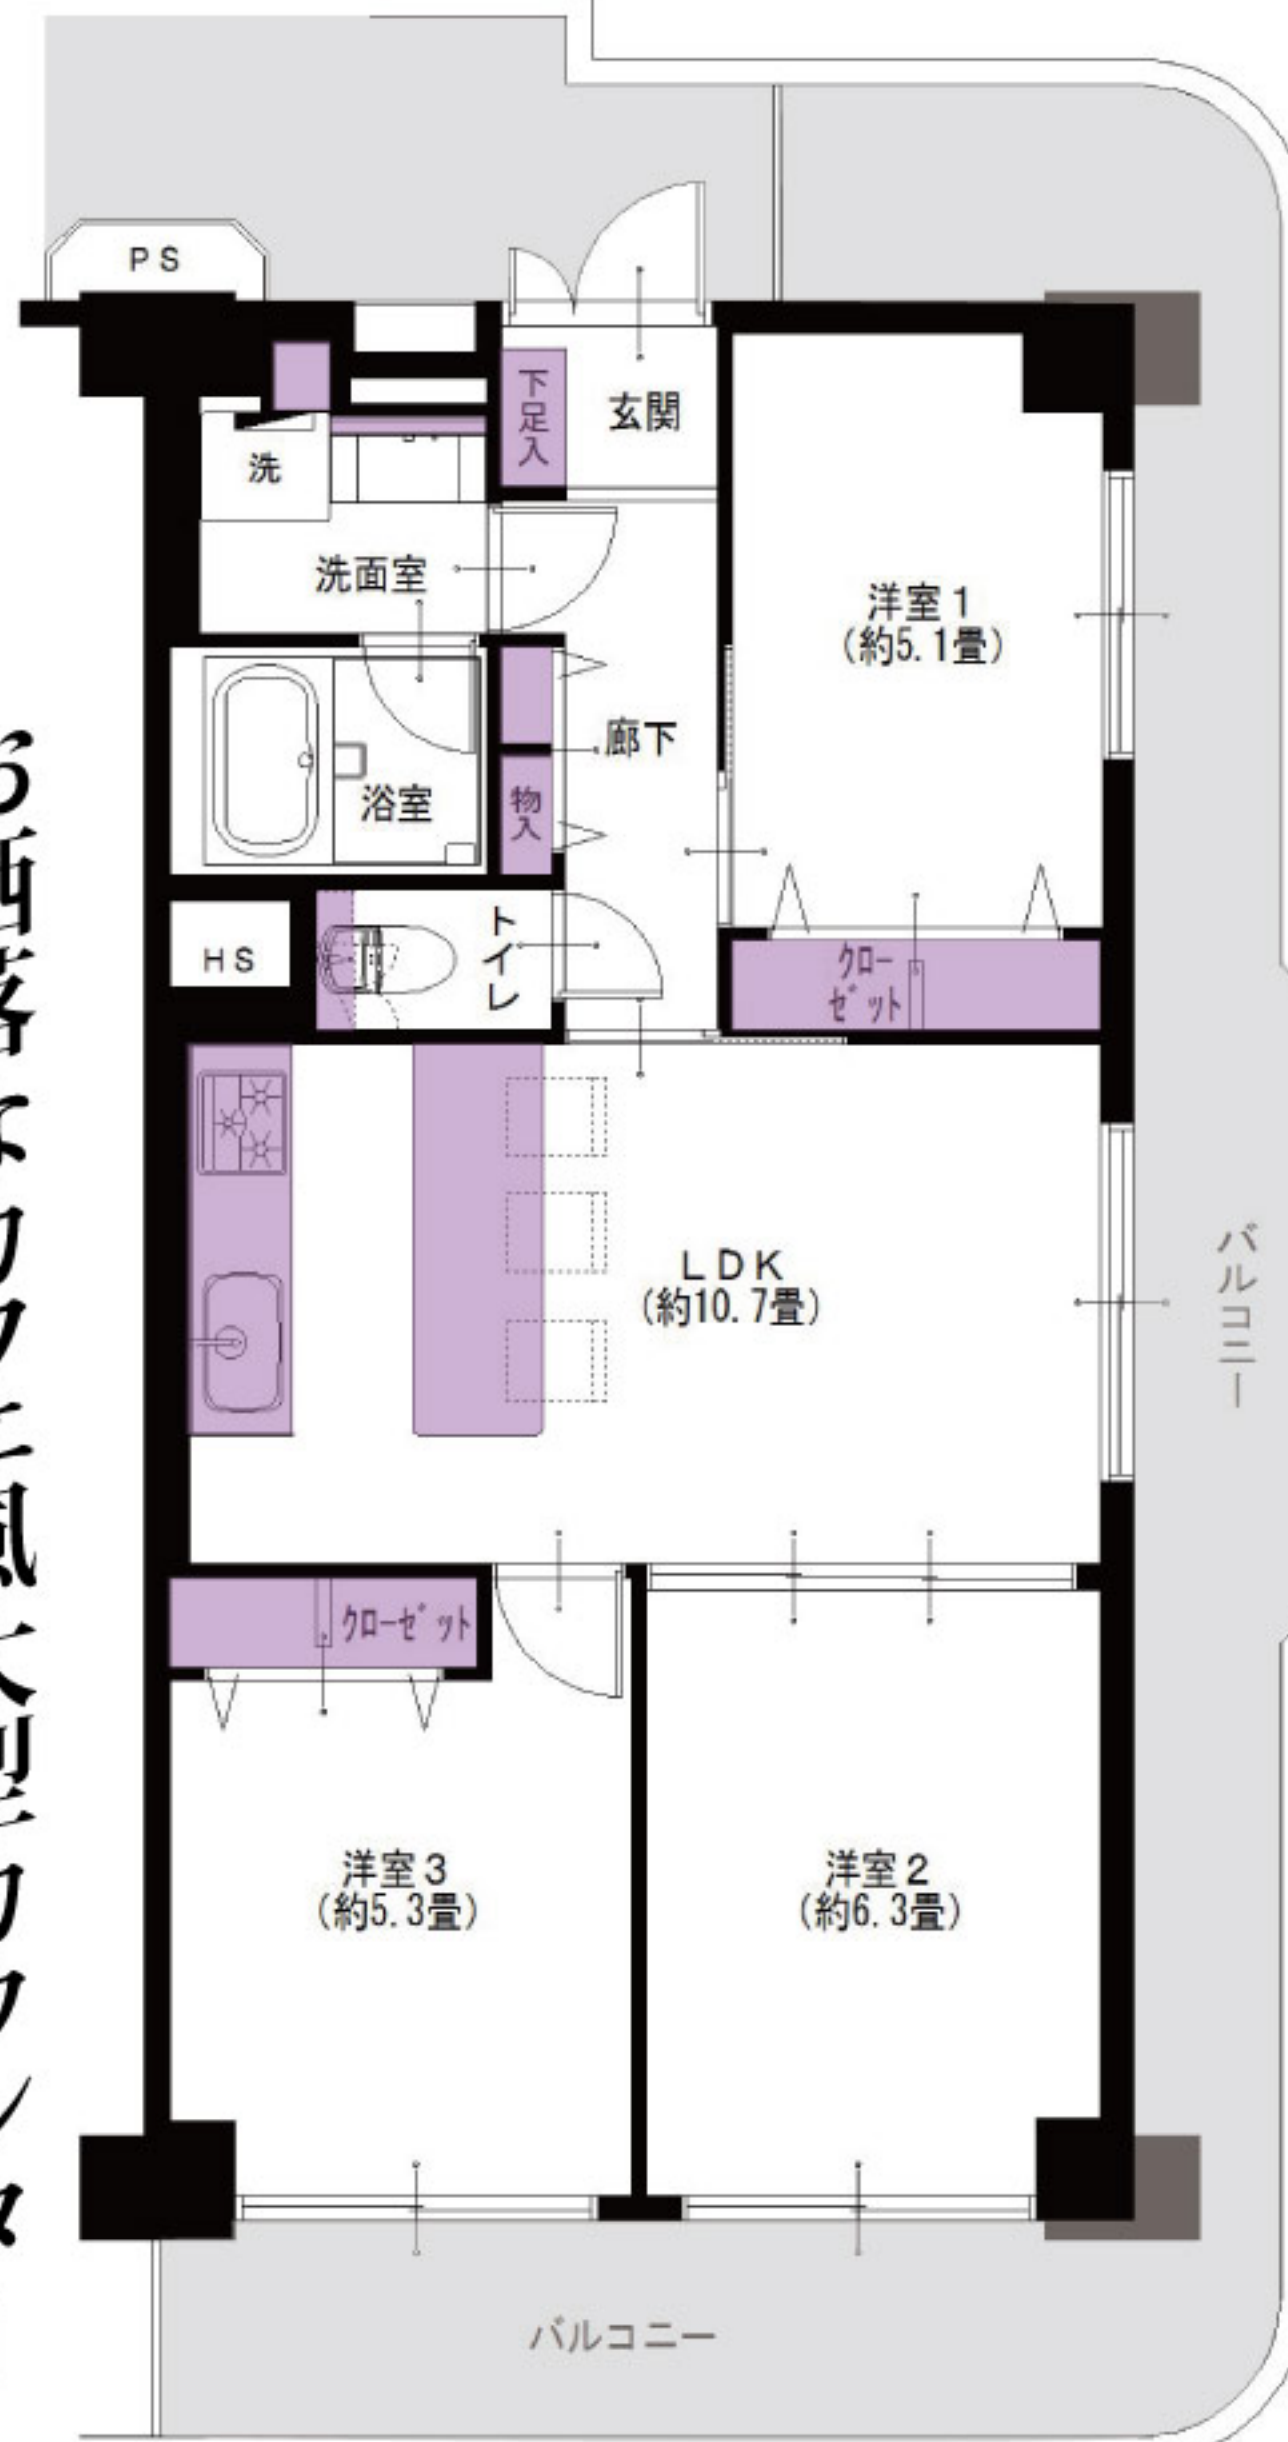 PS
下足入
玄関
洗
洗面室
洋室1
(約5.1畳)
廊下
浴室
物入
トイレ
HS
クロー
ゼット
LDK
(約10.7畳)
バルコニー
クローゼット
洋室3
(約5.3畳)
洋室2
(約6.3畳)
バルコニー